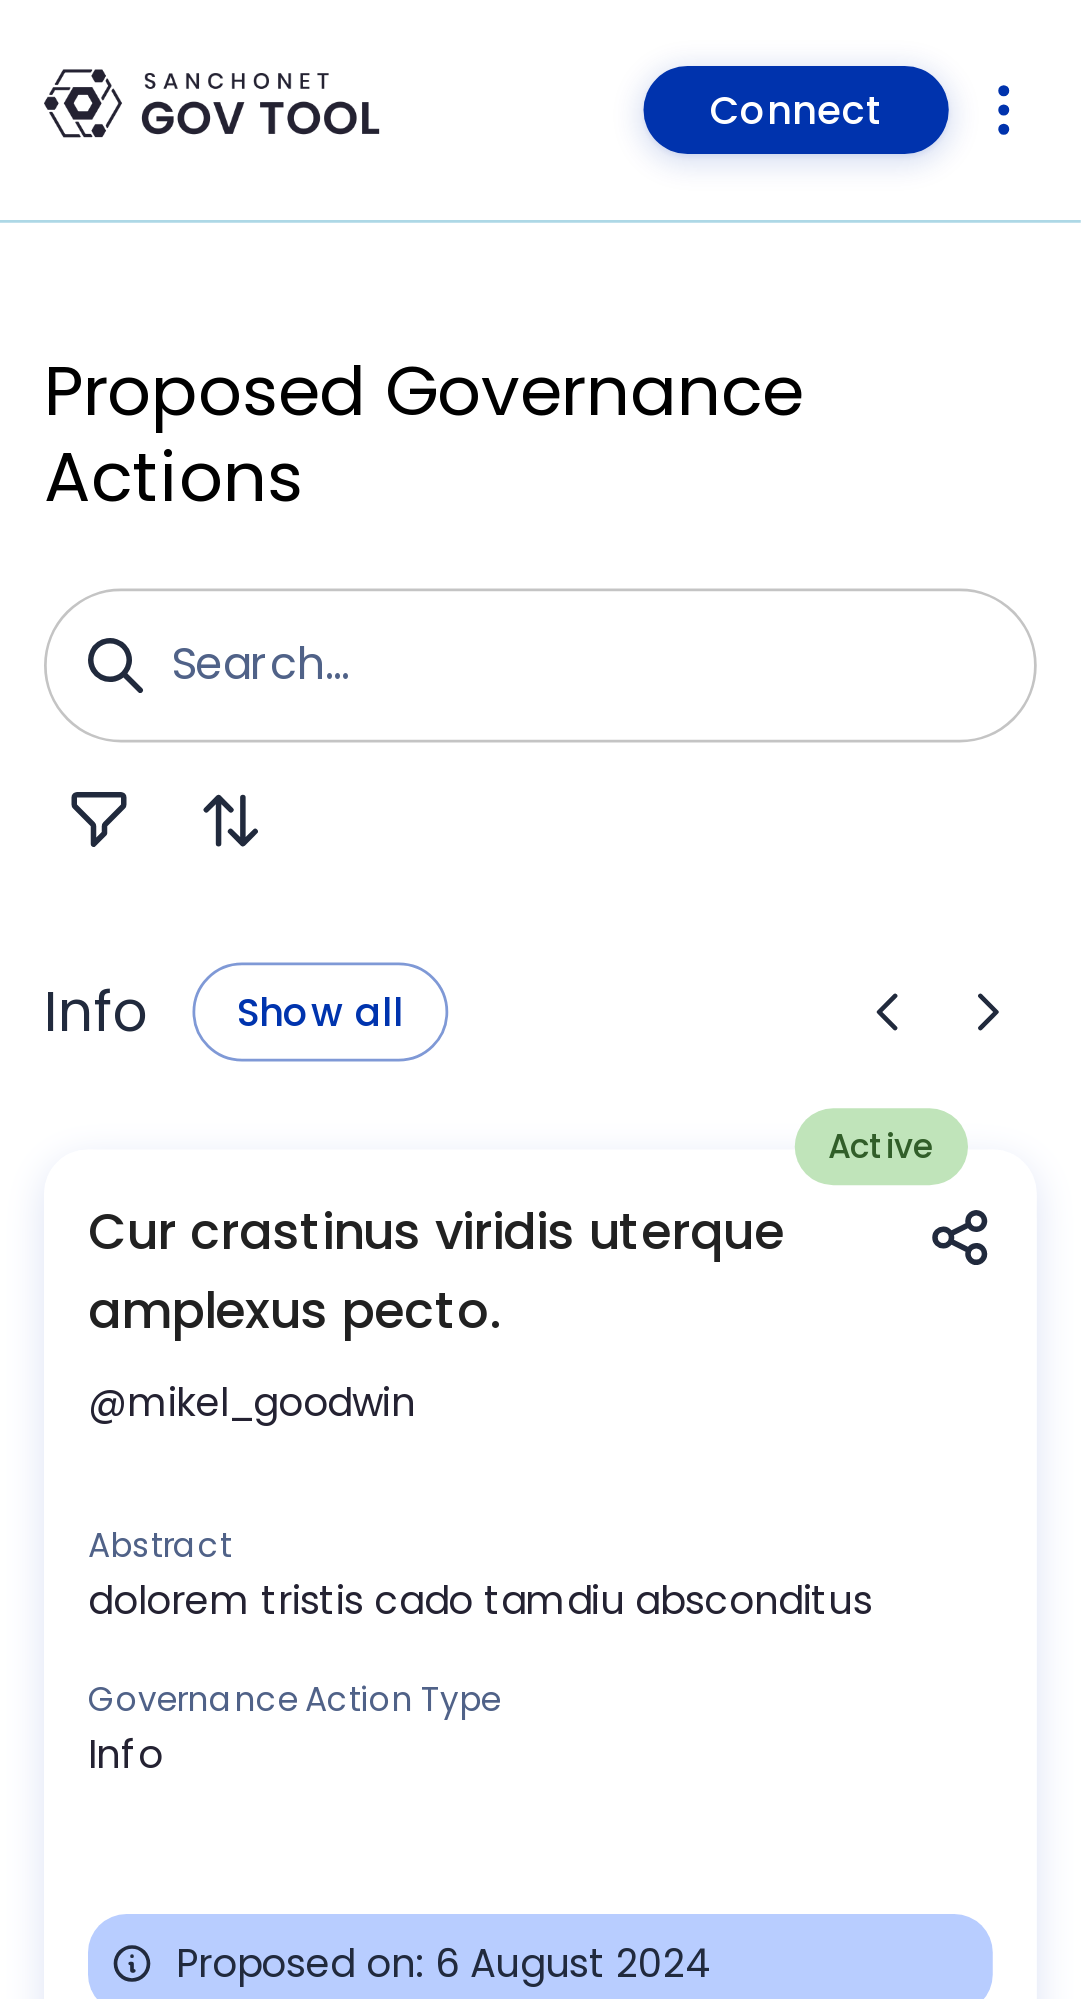 SANCHONET
GOV TOOL
Connect
Proposed Governance
Actions
Search...
Info
Show all
Active
Cur crastinus viridis uterque
amplexus pecto.
@mikel_goodwin
Abstract
dolorem tristis cado tamdiu absconditus
Governance Action Type
Info
Proposed on: 6 August 2024